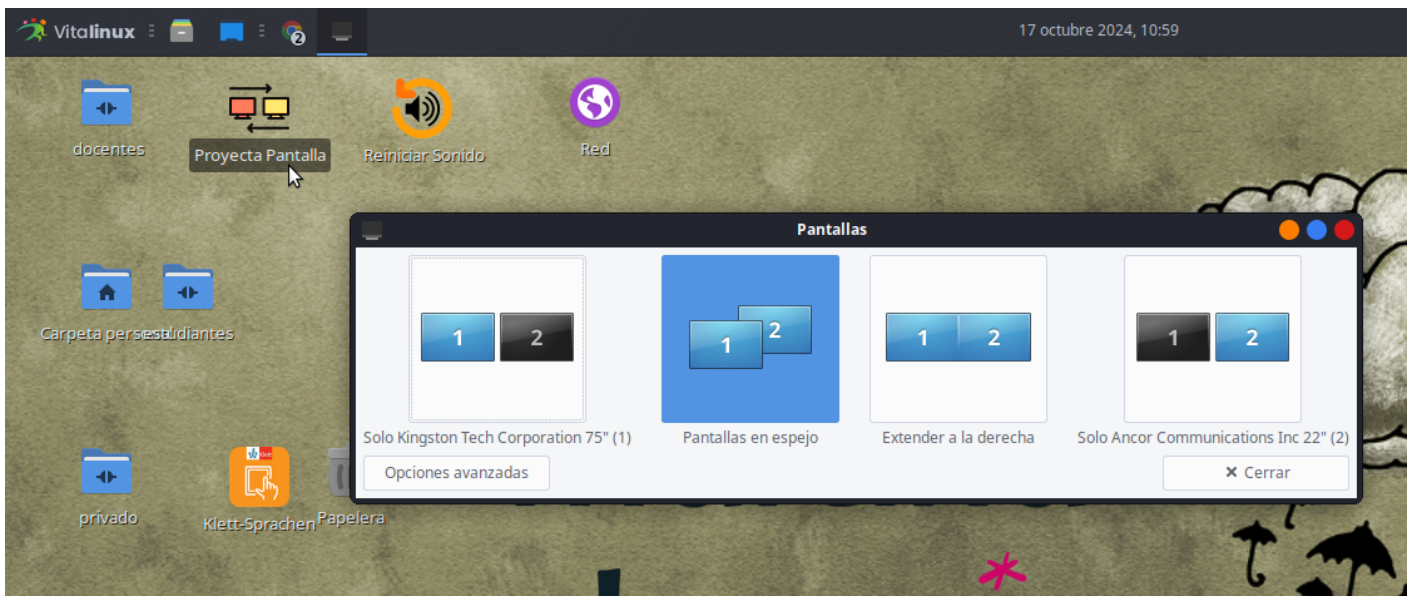 Vitalinux
2
17 octubre 2024, 10:59
docentes
Proyecta Pantalla
Reiniciar Sonido
Red
Pantallas
Carpeta
estudiantes
1 2
1 2
1 2
1 2
Solo Kingston Tech Corporation 75" (1)
Pantallas en espejo
Extender a la derecha
Solo Ancor Communications Inc 22" (2)
Opciones avanzadas
Cerrar
privado
Klett
Klett-Sprachen
Papelera